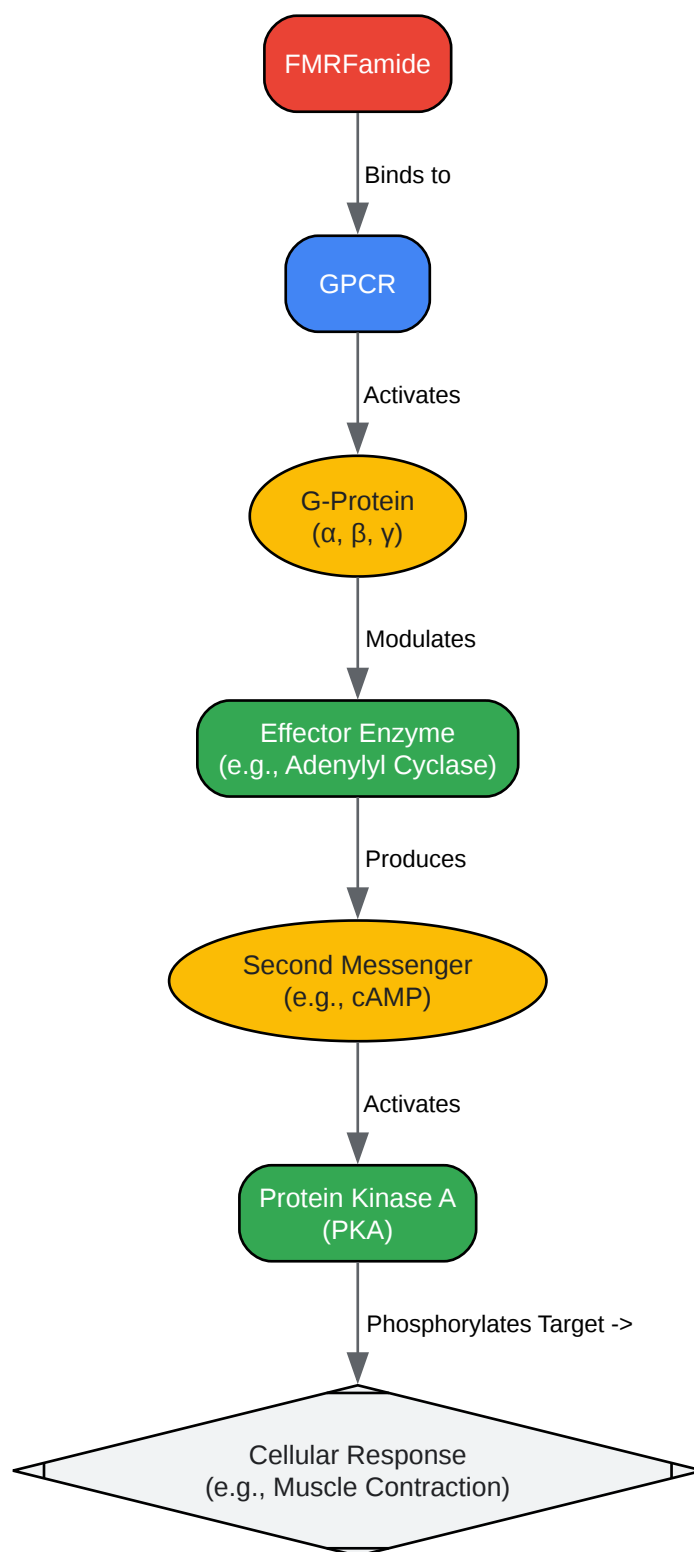 FMRFamide
Binds to
GPCR
Activates
G-Protein
(α, β, γ)
Modulates
Effector Enzyme
(e.g., Adenylyl Cyclase)
Produces
Second Messenger
(e.g., cAMP)
Activates
Protein Kinase A
(PKA)
Phosphorylates Target ->
Cellular Response
(e.g., Muscle Contraction)